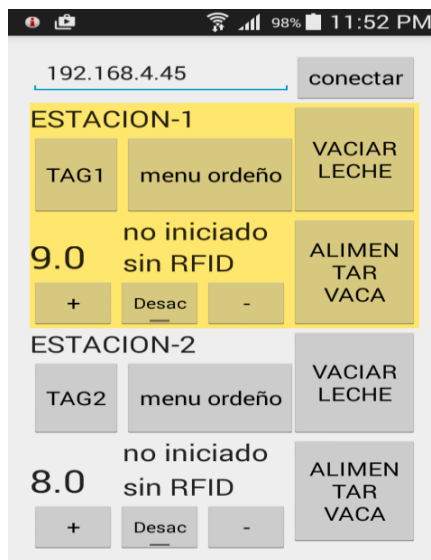 98% 11:52 PM
192.168.4.45 conectar
ESTACION-1
TAG1 menu ordeño
VACIAR
LECHE
9.0
no iniciado
sin RFID
ALIMEN
TAR
VACA
+ Desac -
ESTACION-2
TAG2 menu ordeño
VACIAR
LECHE
8.0
no iniciado
sin RFID
ALIMEN
TAR
VACA
+ Desac -